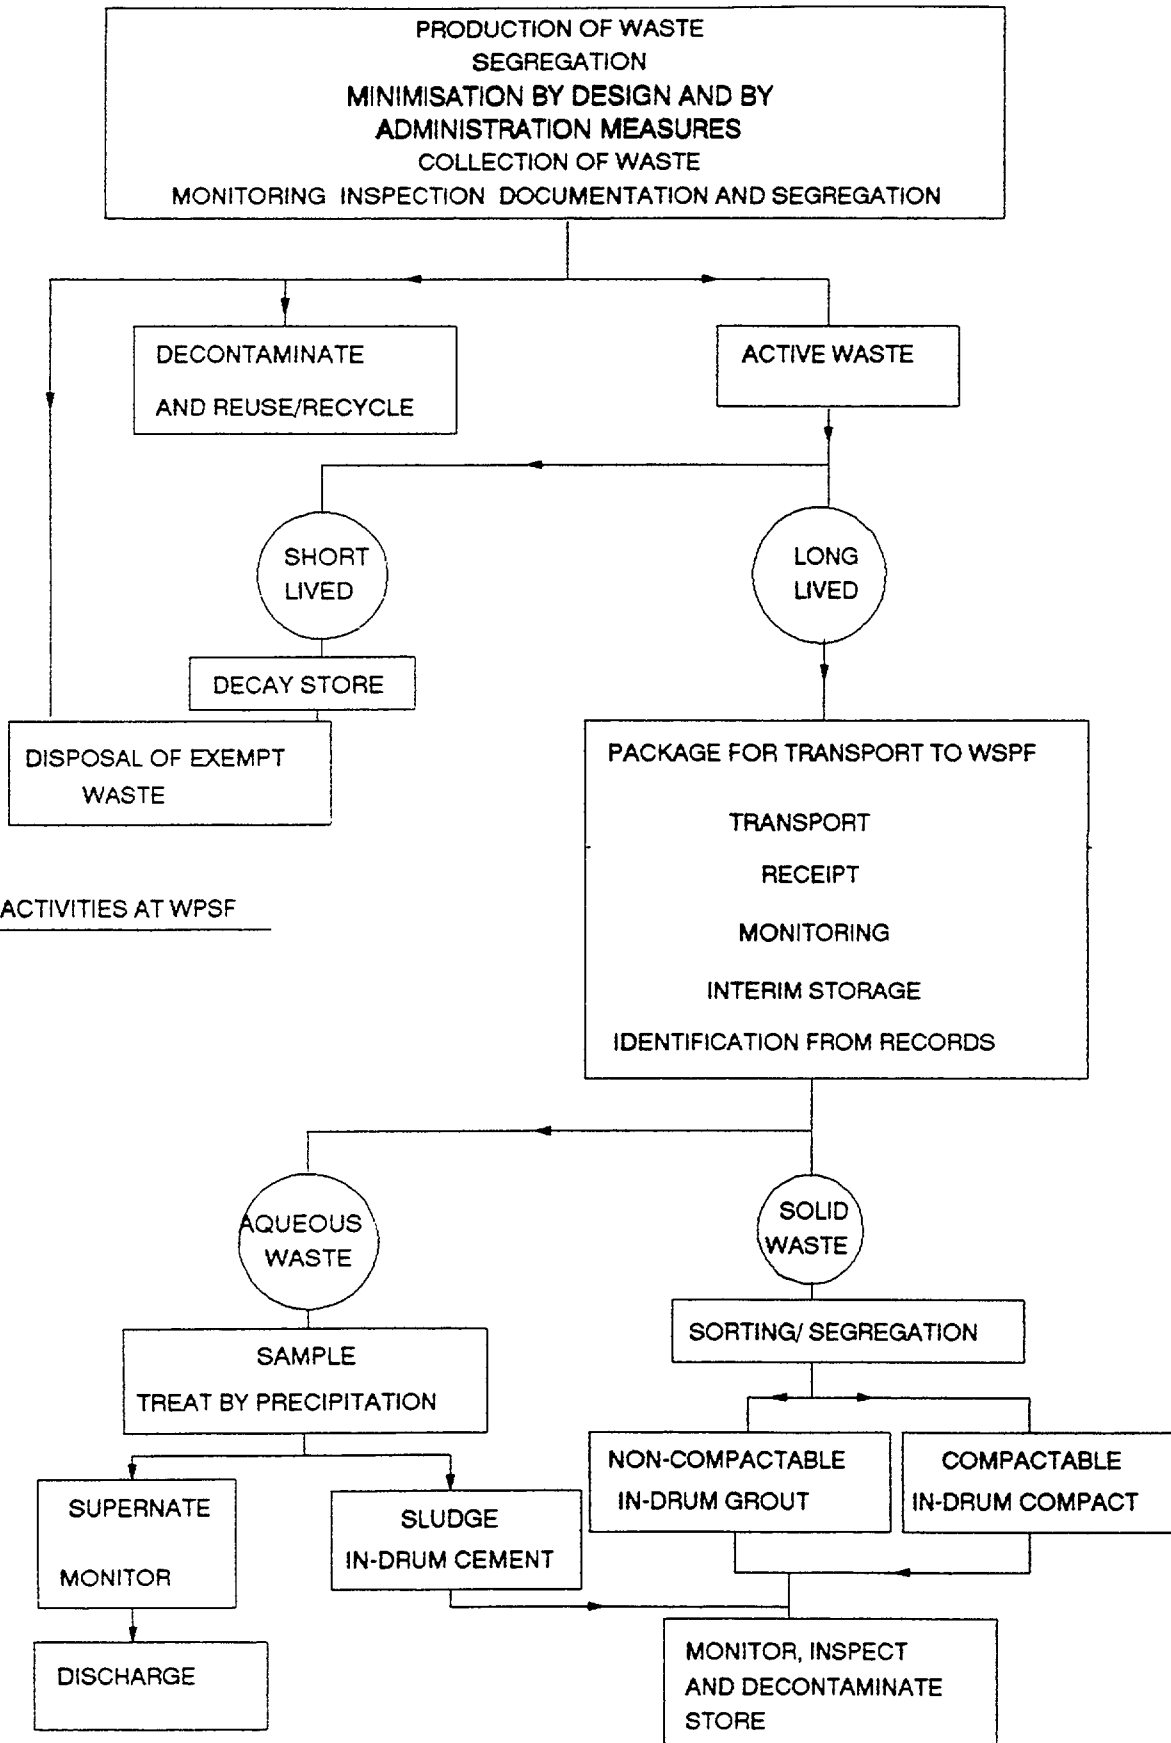 PRODUCTION OF WASTE
SEGREGATION
MINIMISATION BY DESIGN AND BY
ADMINISTRATION MEASURES
COLLECTION OF WASTE
MONITORING INSPECTION DOCUMENTATION AND SEGREGATION
DECONTAMINATE
AND REUSE/RECYCLE
ACTIVE WASTE
SHORT
LIVED
LONG
LIVED
DECAY STORE
DISPOSAL OF EXEMPT
WASTE
PACKAGE FOR TRANSPORT TO WSPF
TRANSPORT
RECEIPT
MONITORING
INTERIM STORAGE
IDENTIFICATION FROM RECORDS
ACTIVITIES AT WPSF
AQUEOUS
WASTE
SOLID
WASTE
SAMPLE
TREAT BY PRECIPITATION
SORTING/ SEGREGATION
SUPERNATE
MONITOR
SLUDGE
IN-DRUM CEMENT
NON-COMPACTABLE
IN-DRUM GROUT
COMPACTABLE
IN-DRUM COMPACT
DISCHARGE
MONITOR, INSPECT
AND DECONTAMINATE
STORE